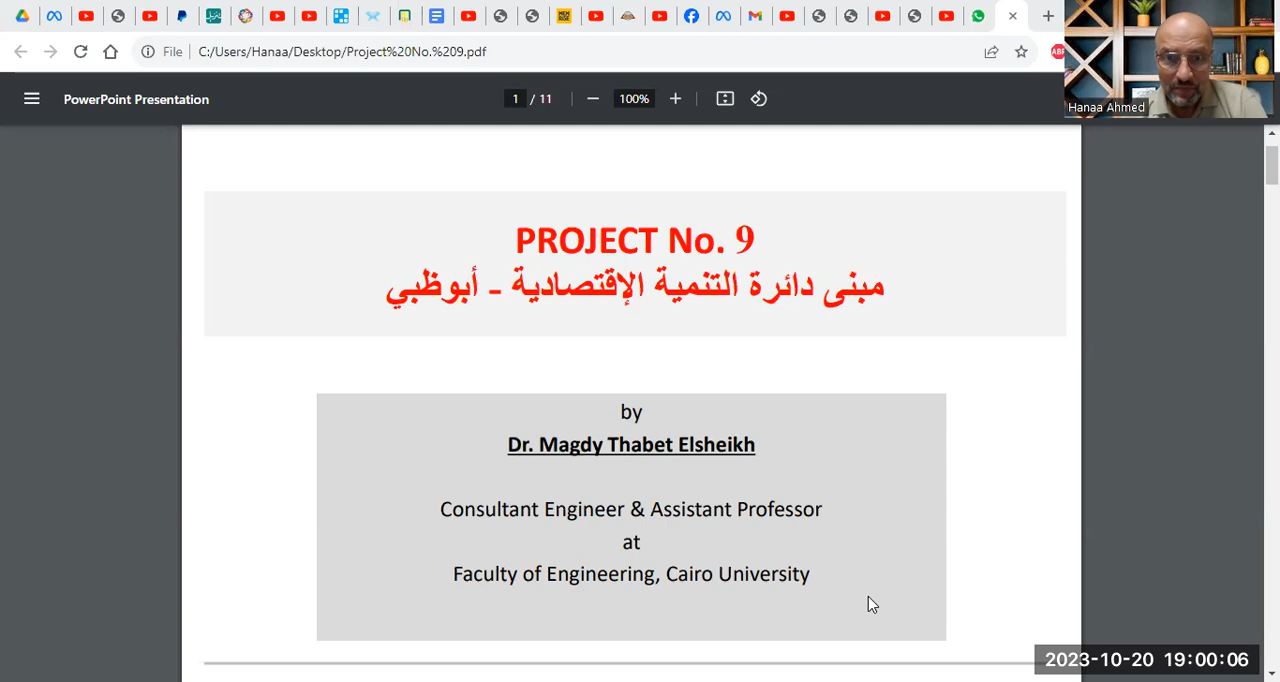 File
C:/Users/Hanaa/Desktop/Project%20No.%209.pdf
ABP
PowerPoint Presentation
1 / 11
100%
Hanaa Ahmed
PROJECT No. 9
مبنى دائرة التنمية الإقتصادية - أبوظبي
by
Dr. Magdy Thabet Elsheikh
Consultant Engineer & Assistant Professor
at
Faculty of Engineering, Cairo University
2023-10-20 19:00:06